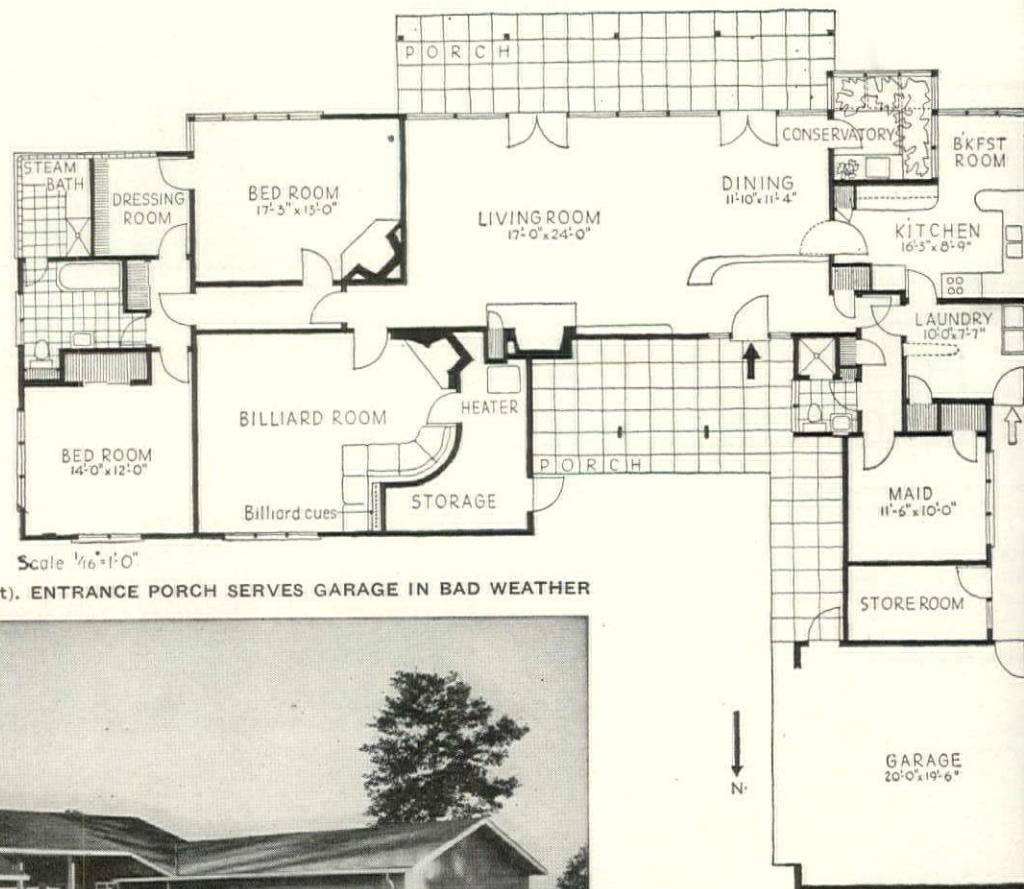 PORCH
CONSERVATORY
B'KFST
ROOM
STEAM
BATH
DRESSING
ROOM
BED ROOM
17'-3" x 13'-0"
LIVING ROOM
17'-0" x 24'-0"
DINING
11'-10" x 11'-4"
KITCHEN
16'-3" x 8'-9"
LAUNDRY
10'-0" x 7'-7"
BILLIARD ROOM
HEATER
BED ROOM
14'-0" x 12'-0"
PORCH
STORAGE
Billiard cues
MAID
11'-6" x 10'-0"
Scale 1/16"=1'-0"
t). ENTRANCE PORCH SERVES GARAGE IN BAD WEATHER
STORE ROOM
GARAGE
20'-0" x 19'-6"
N.